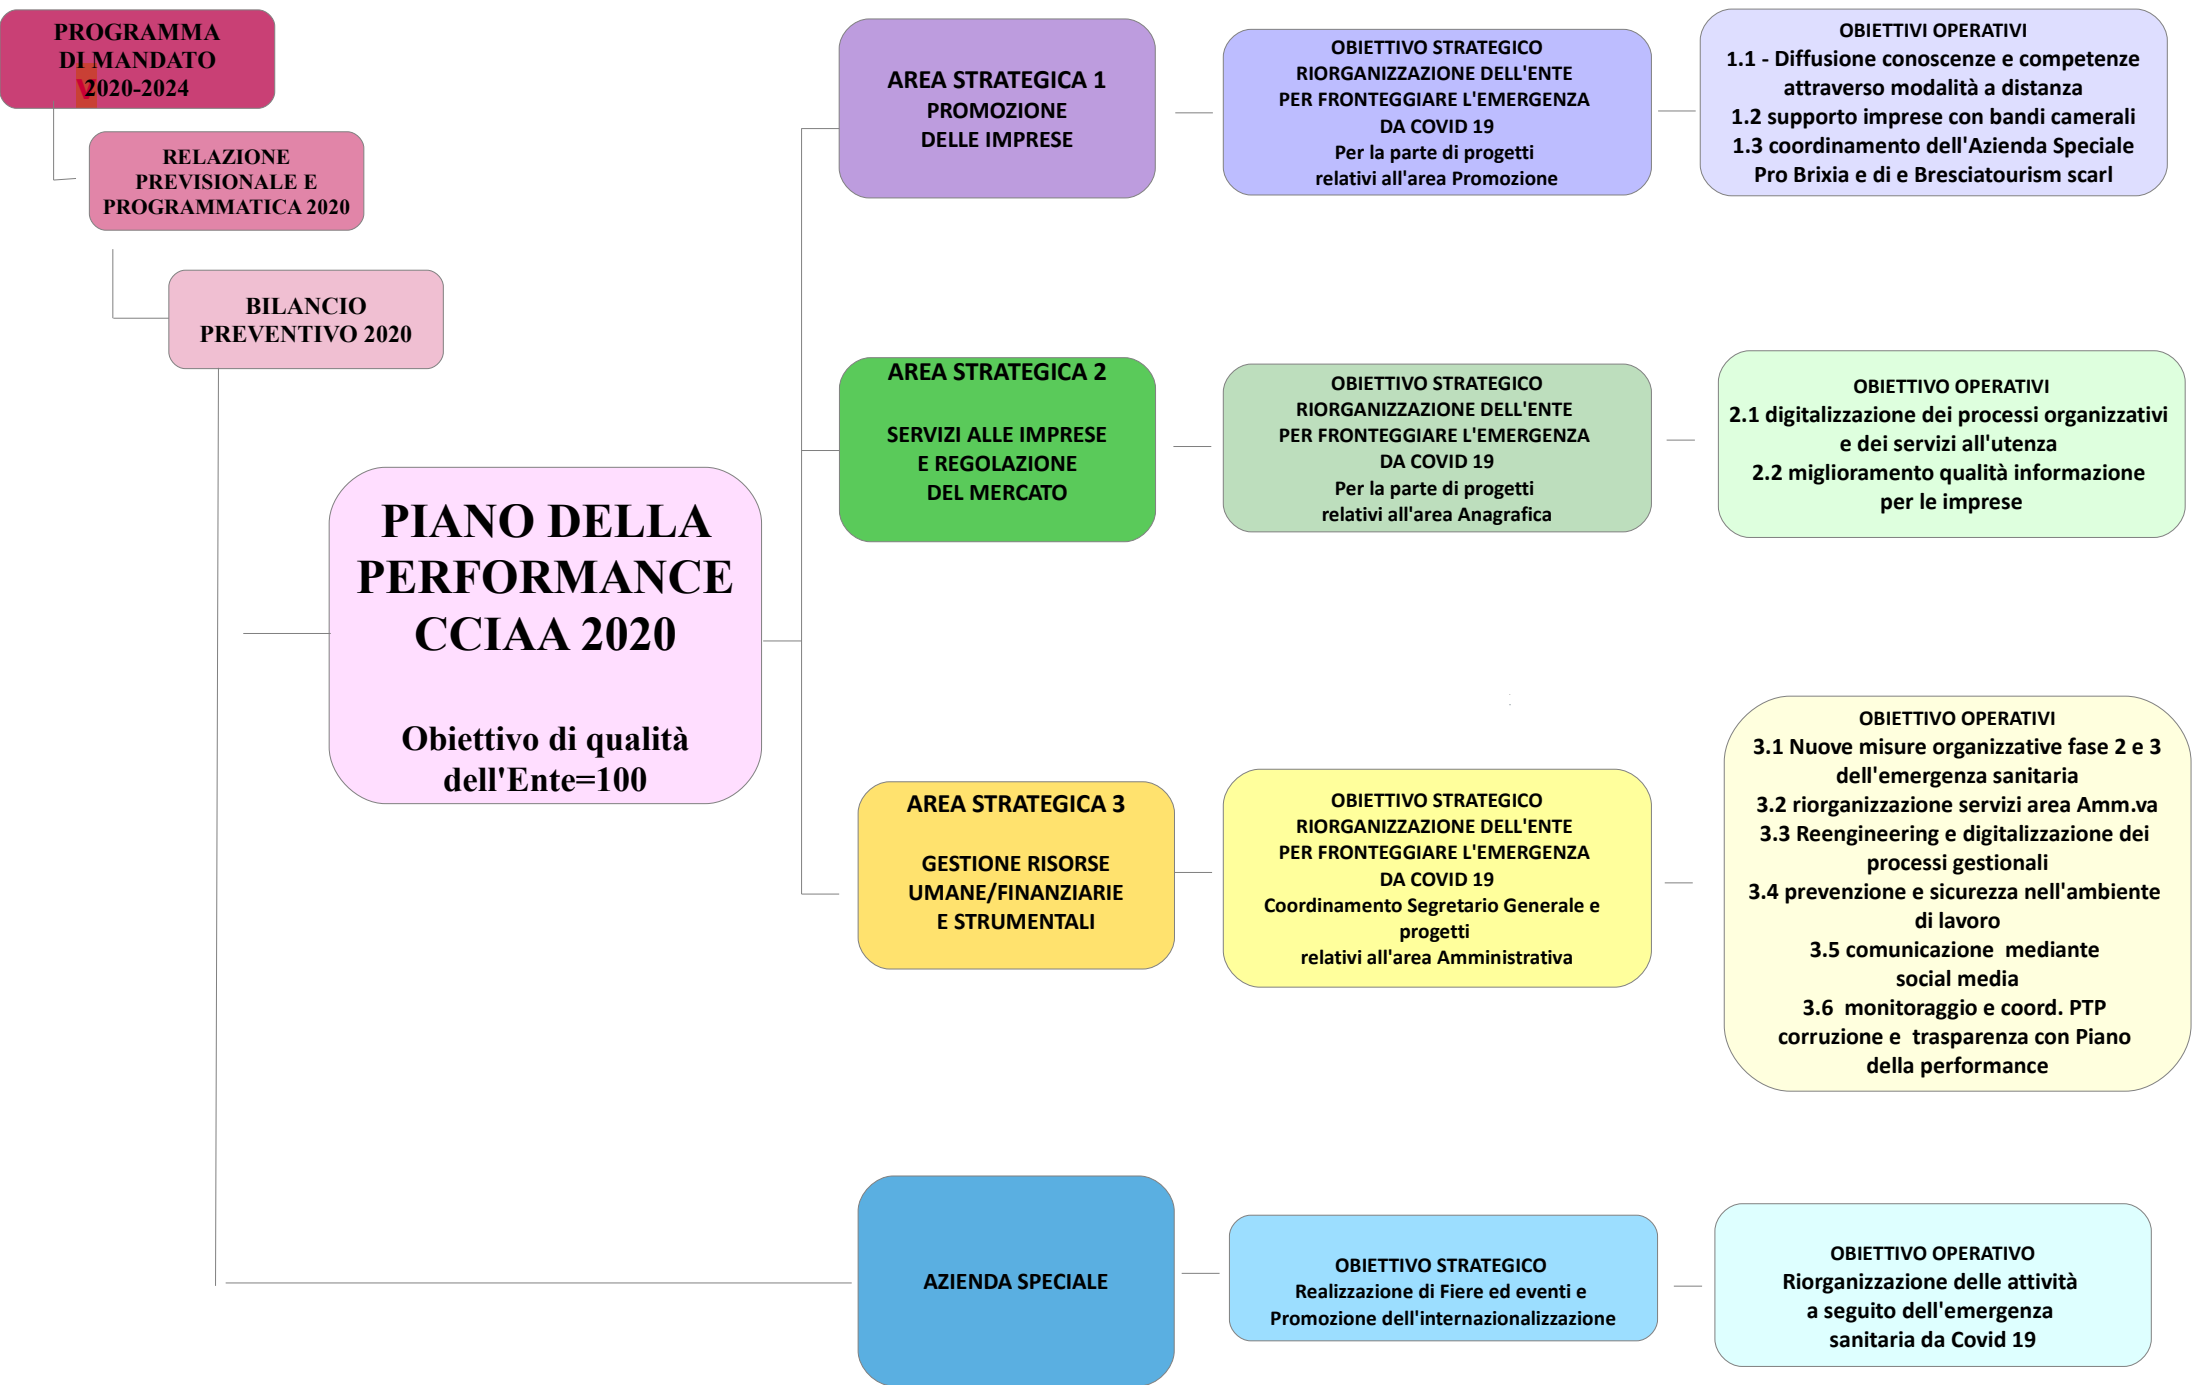 PROGRAMMA
DI MANDATO
2020-2024
V
RELAZIONE
PREVISIONALE E
PROGRAMMATICA 2020
BILANCIO
PREVENTIVO 2020
PIANO DELLA
PERFORMANCE
CCIAA 2020
Obiettivo di qualità
dell'Ente=100
AREA STRATEGICA 1
PROMOZIONE
DELLE IMPRESE
OBIETTIVO STRATEGICO
RIORGANIZZAZIONE DELL'ENTE
PER FRONTEGGIARE L'EMERGENZA
DA COVID 19
Per la parte di progetti
relativi all'area Promozione
OBIETTIVI OPERATIVI
1.1 - Diffusione conoscenze e competenze
attraverso modalità a distanza
1.2 supporto imprese con bandi camerali
1.3 coordinamento dell'Azienda Speciale
Pro Brixia e di e Bresciatourism scarl
AREA STRATEGICA 2
SERVIZI ALLE IMPRESE
E REGOLAZIONE
DEL MERCATO
OBIETTIVO STRATEGICO
RIORGANIZZAZIONE DELL'ENTE
PER FRONTEGGIARE L'EMERGENZA
DA COVID 19
Per la parte di progetti
relativi all'area Anagrafica
OBIETTIVO OPERATIVI
2.1 digitalizzazione dei processi organizzativi
e dei servizi all'utenza
2.2 miglioramento qualità informazione
per le imprese
AREA STRATEGICA 3
GESTIONE RISORSE
UMANE/FINANZIARIE
E STRUMENTALI
OBIETTIVO STRATEGICO
RIORGANIZZAZIONE DELL'ENTE
PER FRONTEGGIARE L'EMERGENZA
DA COVID 19
Coordinamento Segretario Generale e
progetti
relativi all'area Amministrativa
OBIETTIVO OPERATIVI
3.1 Nuove misure organizzative fase 2 e 3
dell'emergenza sanitaria
3.2 riorganizzazione servizi area Amm.va
3.3 Reengineering e digitalizzazione dei
processi gestionali
3.4 prevenzione e sicurezza nell'ambiente
di lavoro
3.5 comunicazione mediante
social media
3.6 monitoraggio e coord. PTP
corruzione e trasparenza con Piano
della performance
AZIENDA SPECIALE
OBIETTIVO STRATEGICO
Realizzazione di Fiere ed eventi e
Promozione dell'internazionalizzazione
OBIETTIVO OPERATIVO
Riorganizzazione delle attività
a seguito dell'emergenza
sanitaria da Covid 19